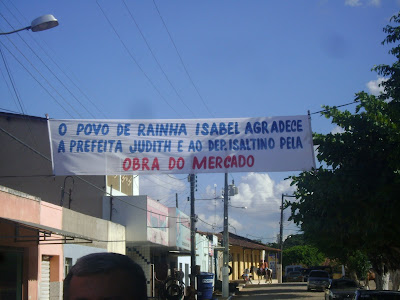 O POVO DE RAINHA ISABEL AGRADECE
A PREFEITA JUDITH E AO DEP. ISALTINO PELA
OBRA DO MERCADO